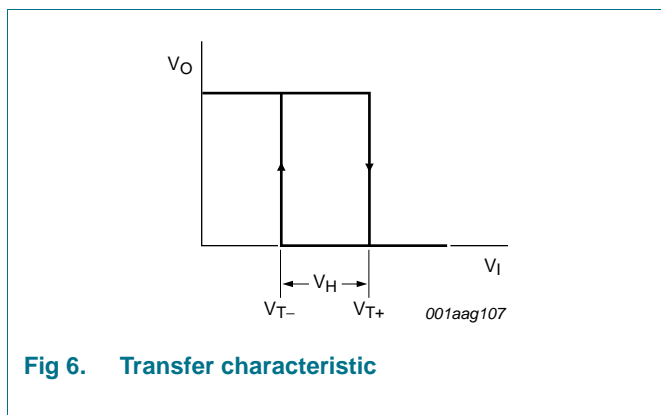 VO
VI
VH
VT−
VT+
001aag107
Fig 6. Transfer characteristic